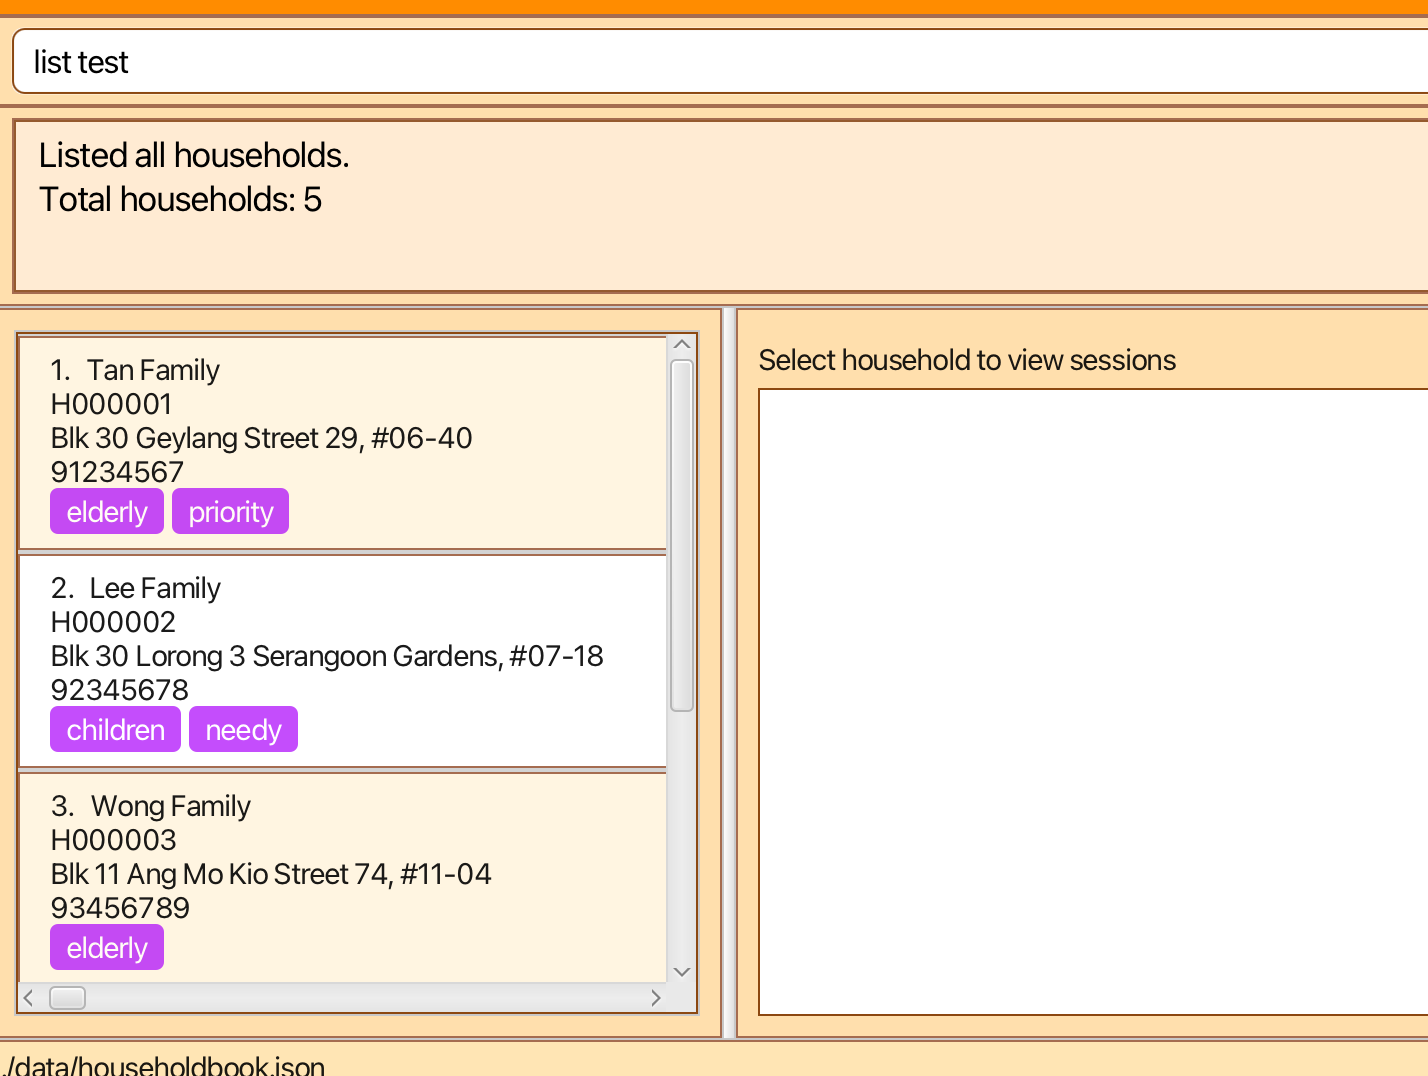 list test
Listed all households.
Total households: 5
1. Tan Family
H000001
Blk 30 Geylang Street 29, #06-40
91234567
elderly priority
2. Lee Family
H000002
Blk 30 Lorong 3 Serangoon Gardens, #07-18
92345678
children needy
3. Wong Family
H000003
Blk 11 Ang Mo Kio Street 74, #11-04
93456789
elderly
Select household to view sessions
./data/householdbook.json